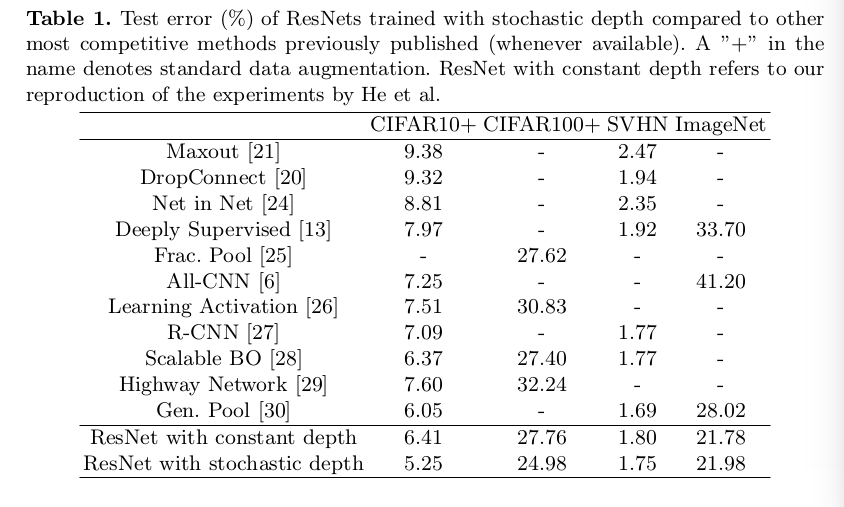 Table 1. Test error (%) of ResNets trained with stochastic depth compared to other
most competitive methods previously published (whenever available). A "+" in the
name denotes standard data augmentation. ResNet with constant depth refers to our
reproduction of the experiments by He et al.
CIFAR10+ CIFAR100+ SVHN ImageNet
Maxout [21] 9.38 - 2.47 -
DropConnect [20] 9.32 - 1.94 -
Net in Net [24] 8.81 - 2.35 -
Deeply Supervised [13] 7.97 - 1.92 33.70
Frac. Pool [25] - 27.62 - -
All-CNN [6] 7.25 - - 41.20
Learning Activation [26] 7.51 30.83 - -
R-CNN [27] 7.09 - 1.77 -
Scalable BO [28] 6.37 27.40 1.77 -
Highway Network [29] 7.60 32.24 - -
Gen. Pool [30] 6.05 - 1.69 28.02
ResNet with constant depth 6.41 27.76 1.80 21.78
ResNet with stochastic depth 5.25 24.98 1.75 21.98